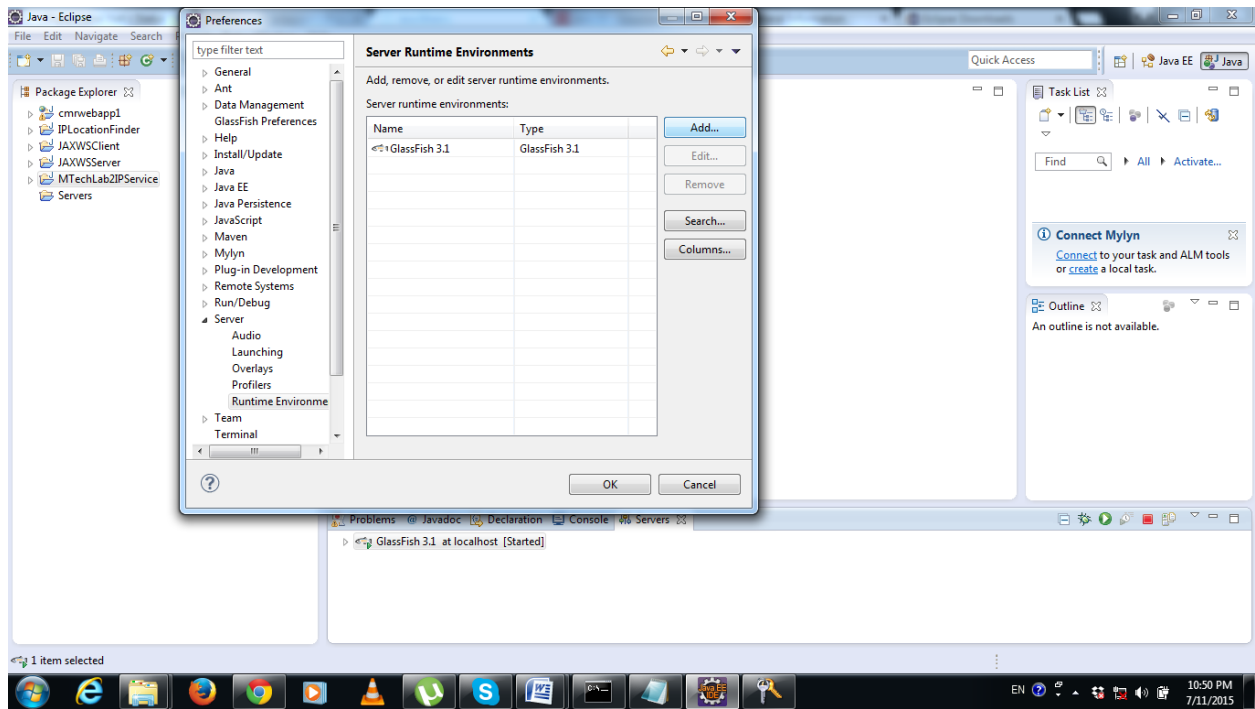 Java - Eclipse
File Edit Navigate Search
Quick Access
Java EE
Java
Package Explorer
cmrwebapp1
IPLocationFinder
JAXWSClient
JAXWSServer
MTechLab2IPService
Servers
Preferences
type filter text
General
Ant
Data Management
GlassFish Preferences
Help
Install/Update
Java
Java EE
Java Persistence
JavaScript
Maven
Mylyn
Plug-in Development
Remote Systems
Run/Debug
Server
Audio
Launching
Overlays
Profilers
Runtime Environme
Team
Terminal
Server Runtime Environments
Add, remove, or edit server runtime environments.
Server runtime environments:
Name Type
GlassFish 3.1 GlassFish 3.1
Add...
Edit...
Remove
Search...
Columns...
OK Cancel
Task List
Find All Activate...
Connect Mylyn
Connect to your task and ALM tools
or create a local task.
Outline
An outline is not available.
Problems @ Javadoc Declaration Console Servers
GlassFish 3.1 at localhost [Started]
1 item selected
EN
10:50 PM
7/11/2015